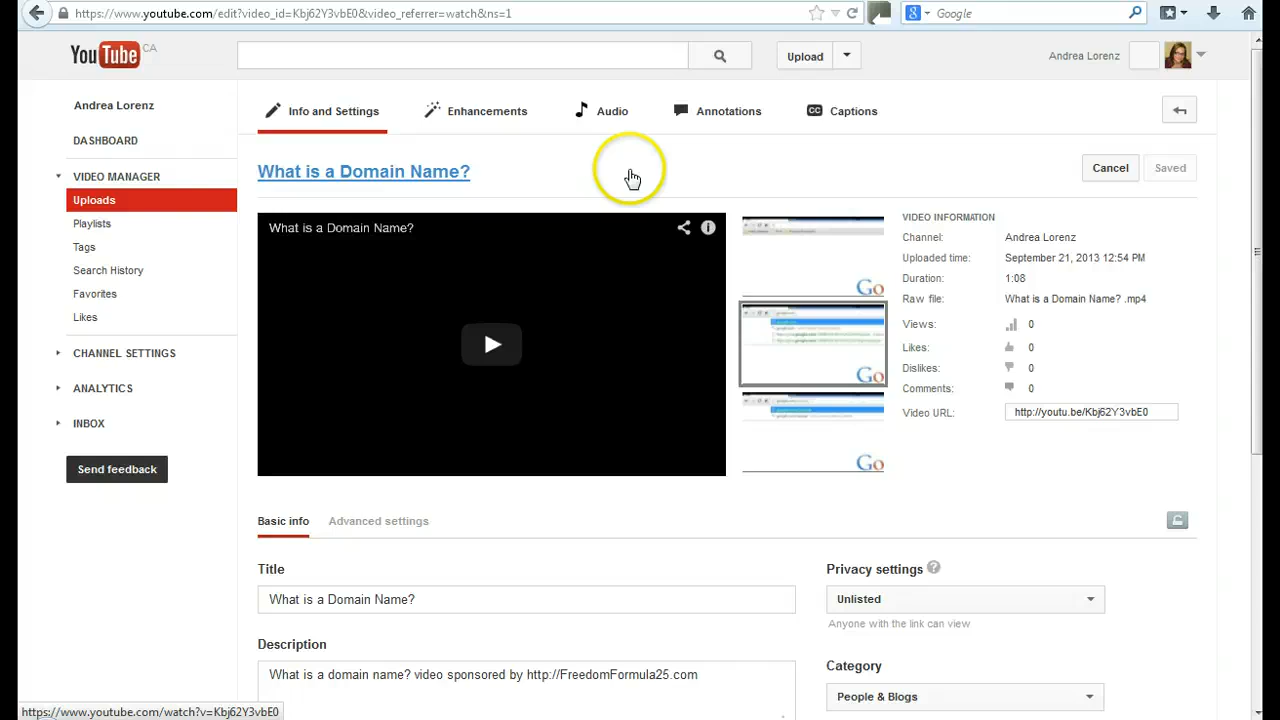 https://www.youtube.com/edit?video_id=Kbj62Y3vbE0&video_referrer=watch&ns=1
Google
YouTube CA
Upload
Andrea Lorenz
Andrea Lorenz
DASHBOARD
VIDEO MANAGER
Uploads
Playlists
Tags
Search History
Favorites
Likes
CHANNEL SETTINGS
ANALYTICS
INBOX
Send feedback
Info and Settings
Enhancements
Audio
Annotations
CC Captions
What is a Domain Name?
Cancel
Saved
What is a Domain Name?
Go
Go
Go
VIDEO INFORMATION
Channel: Andrea Lorenz
Uploaded time: September 21, 2013 12:54 PM
Duration: 1:08
Raw file: What is a Domain Name? .mp4
Views: 0
Likes: 0
Dislikes: 0
Comments: 0
Video URL: http://youtu.be/Kbj62Y3vbE0
Basic info
Advanced settings
Title
What is a Domain Name?
Description
What is a domain name? video sponsored by http://FreedomFormula25.com
Privacy settings ?
Unlisted
Anyone with the link can view
Category
People & Blogs
https://www.youtube.com/watch?v=Kbj62Y3vbE0